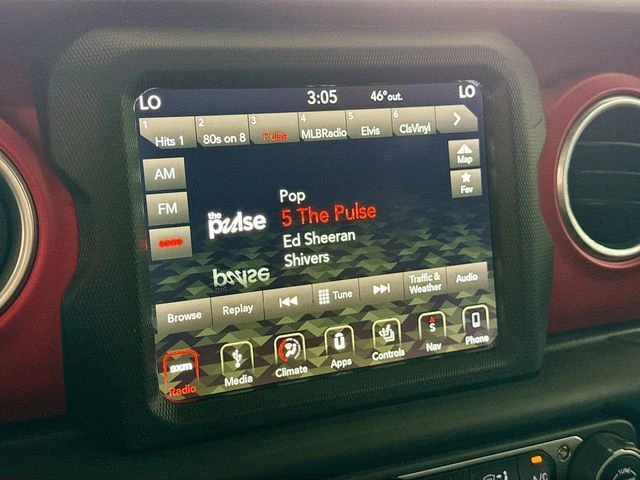 LO 3:05 46°out. LO
1 Hits 1 2 80s on 8 3 Pulse 4 MLBRadio 5 Elvis 6 ClsVinyl
AM
Map
FM
Fav
sxm
the pulse
Pop
5 The Pulse
Ed Sheeran
Shivers
Browse Replay Tune Traffic & Weather Audio
sxm Radio Media Climate Apps Controls S Nav Phone
A/C